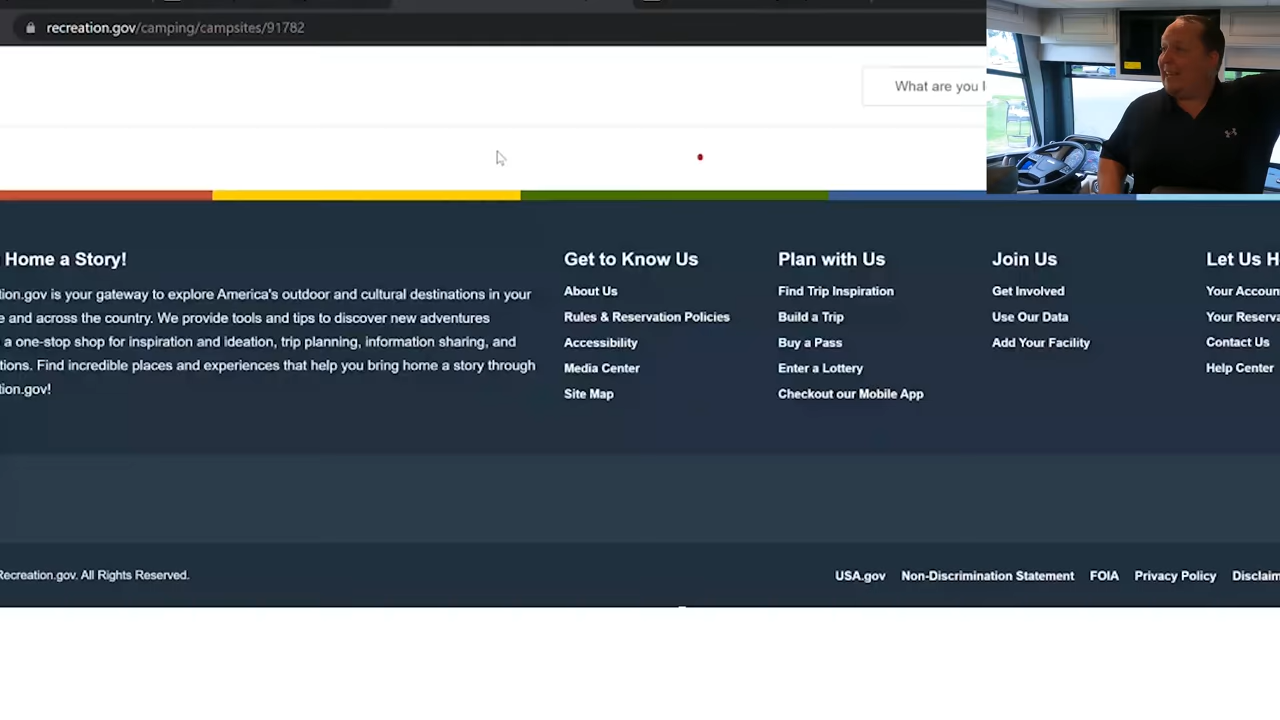 recreation.gov/camping/campsites/91782
What are you
Home a Story!
tion.gov is your gateway to explore America's outdoor and cultural destinations in your
e and across the country. We provide tools and tips to discover new adventures
a one-stop shop for inspiration and ideation, trip planning, information sharing, and
tions. Find incredible places and experiences that help you bring home a story through
tion.gov!
Get to Know Us
About Us
Rules & Reservation Policies
Accessibility
Media Center
Site Map
Plan with Us
Find Trip Inspiration
Build a Trip
Buy a Pass
Enter a Lottery
Checkout our Mobile App
Join Us
Get Involved
Use Our Data
Add Your Facility
Let Us H
Your Accoun
Your Reserva
Contact Us
Help Center
Recreation.gov. All Rights Reserved.
USA.gov Non-Discrimination Statement FOIA Privacy Policy Disclaim